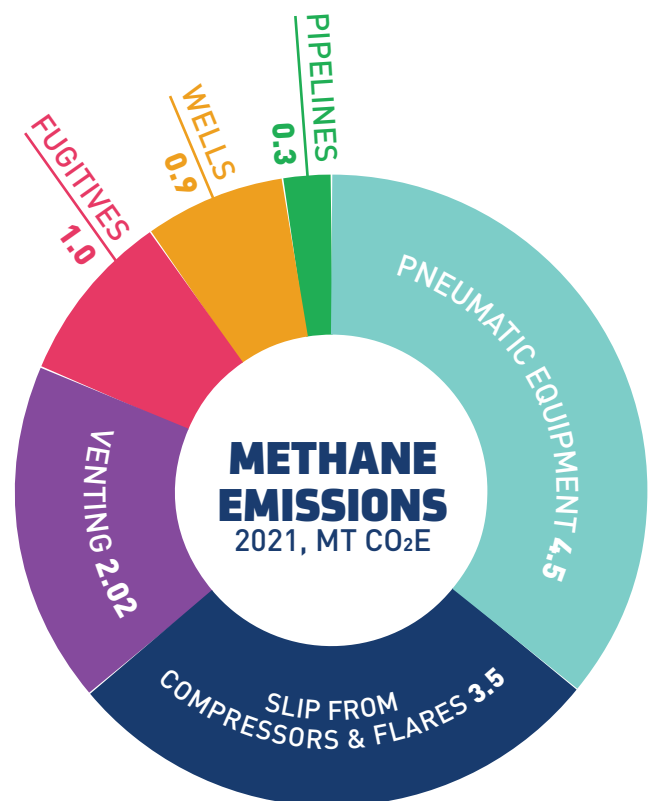 PIPELINES
0.3
WELLS
0.9
FUGITIVES
1.0
PNEUMATIC EQUIPMENT 4.5
VENTING 2.02
METHANE
EMISSIONS
2021, MT CO₂E
SLIP FROM
COMPRESSORS & FLARES 3.5